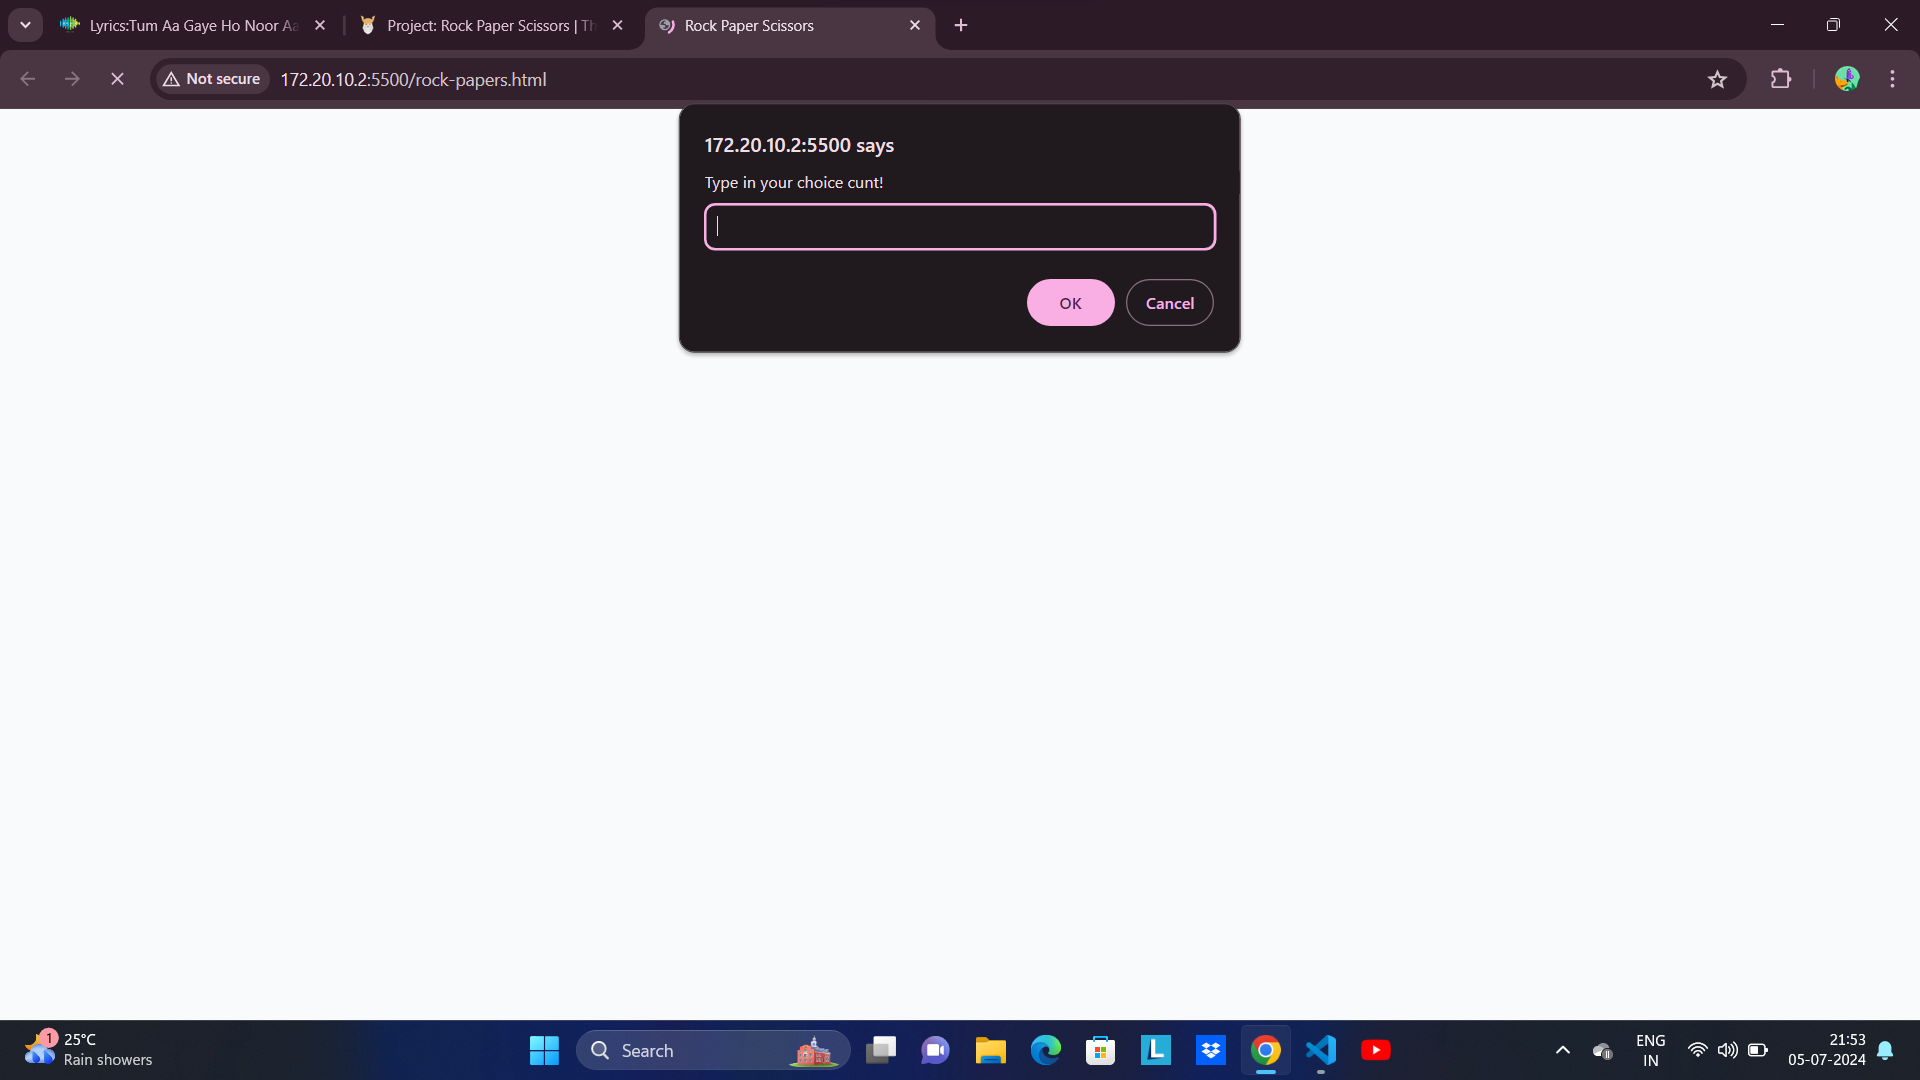 Lyrics:Tum Aa Gaye Ho Noor Aa
Project: Rock Paper Scissors | Th
Rock Paper Scissors
Not secure
172.20.10.2:5500/rock-papers.html
172.20.10.2:5500 says
Type in your choice cunt!
OK
Cancel
1
25°C
Rain showers
Search
L
ENG
IN
21:53
05-07-2024